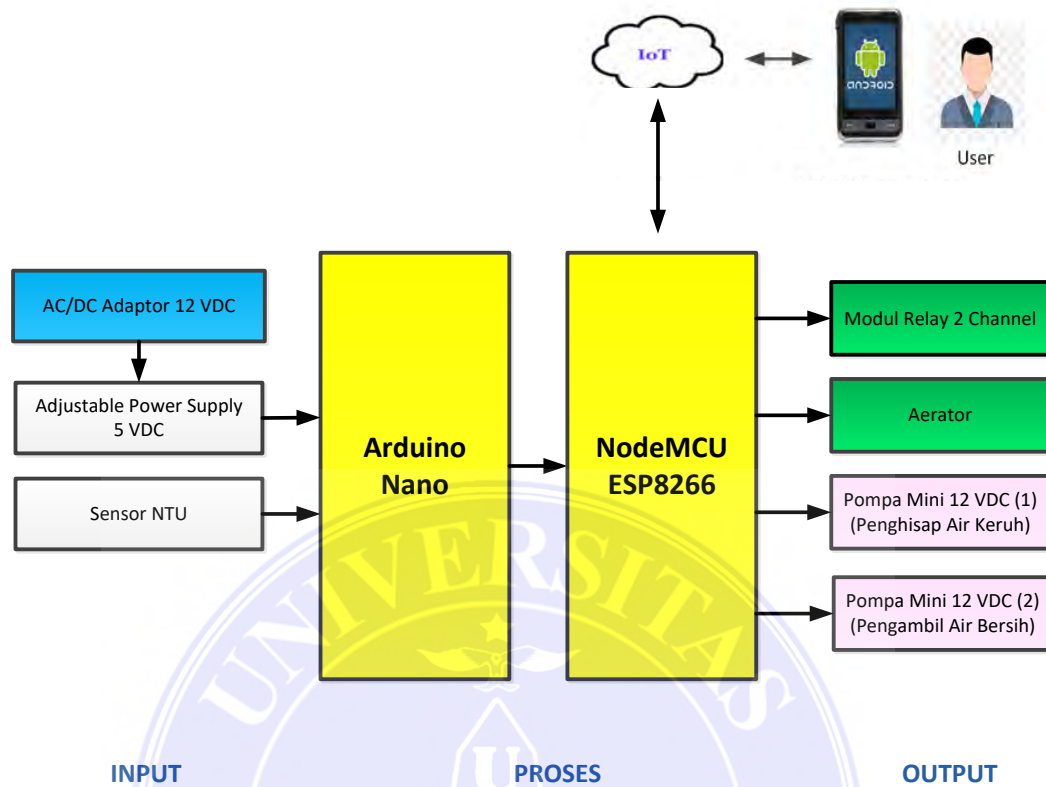 IoT
ANDROID
User
AC/DC Adaptor 12 VDC
Adjustable Power Supply
5 VDC
Sensor NTU
Arduino
Nano
NodeMCU
ESP8266
Modul Relay 2 Channel
Aerator
Pompa Mini 12 VDC (1)
(Penghisap Air Keruh)
Pompa Mini 12 VDC (2)
(Pengambil Air Bersih)
UNIVERSITAS
U
INPUT
PROSES
OUTPUT